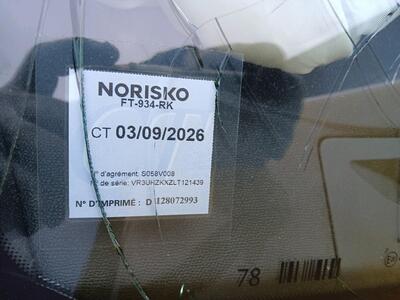 NORISKO
FT-934-RK
CT 03/09/2026
N° d'agrément: S058V008
N° de série: VR3UHZKXZLT121439
N° D'IMPRIMÉ : D 128072993
78